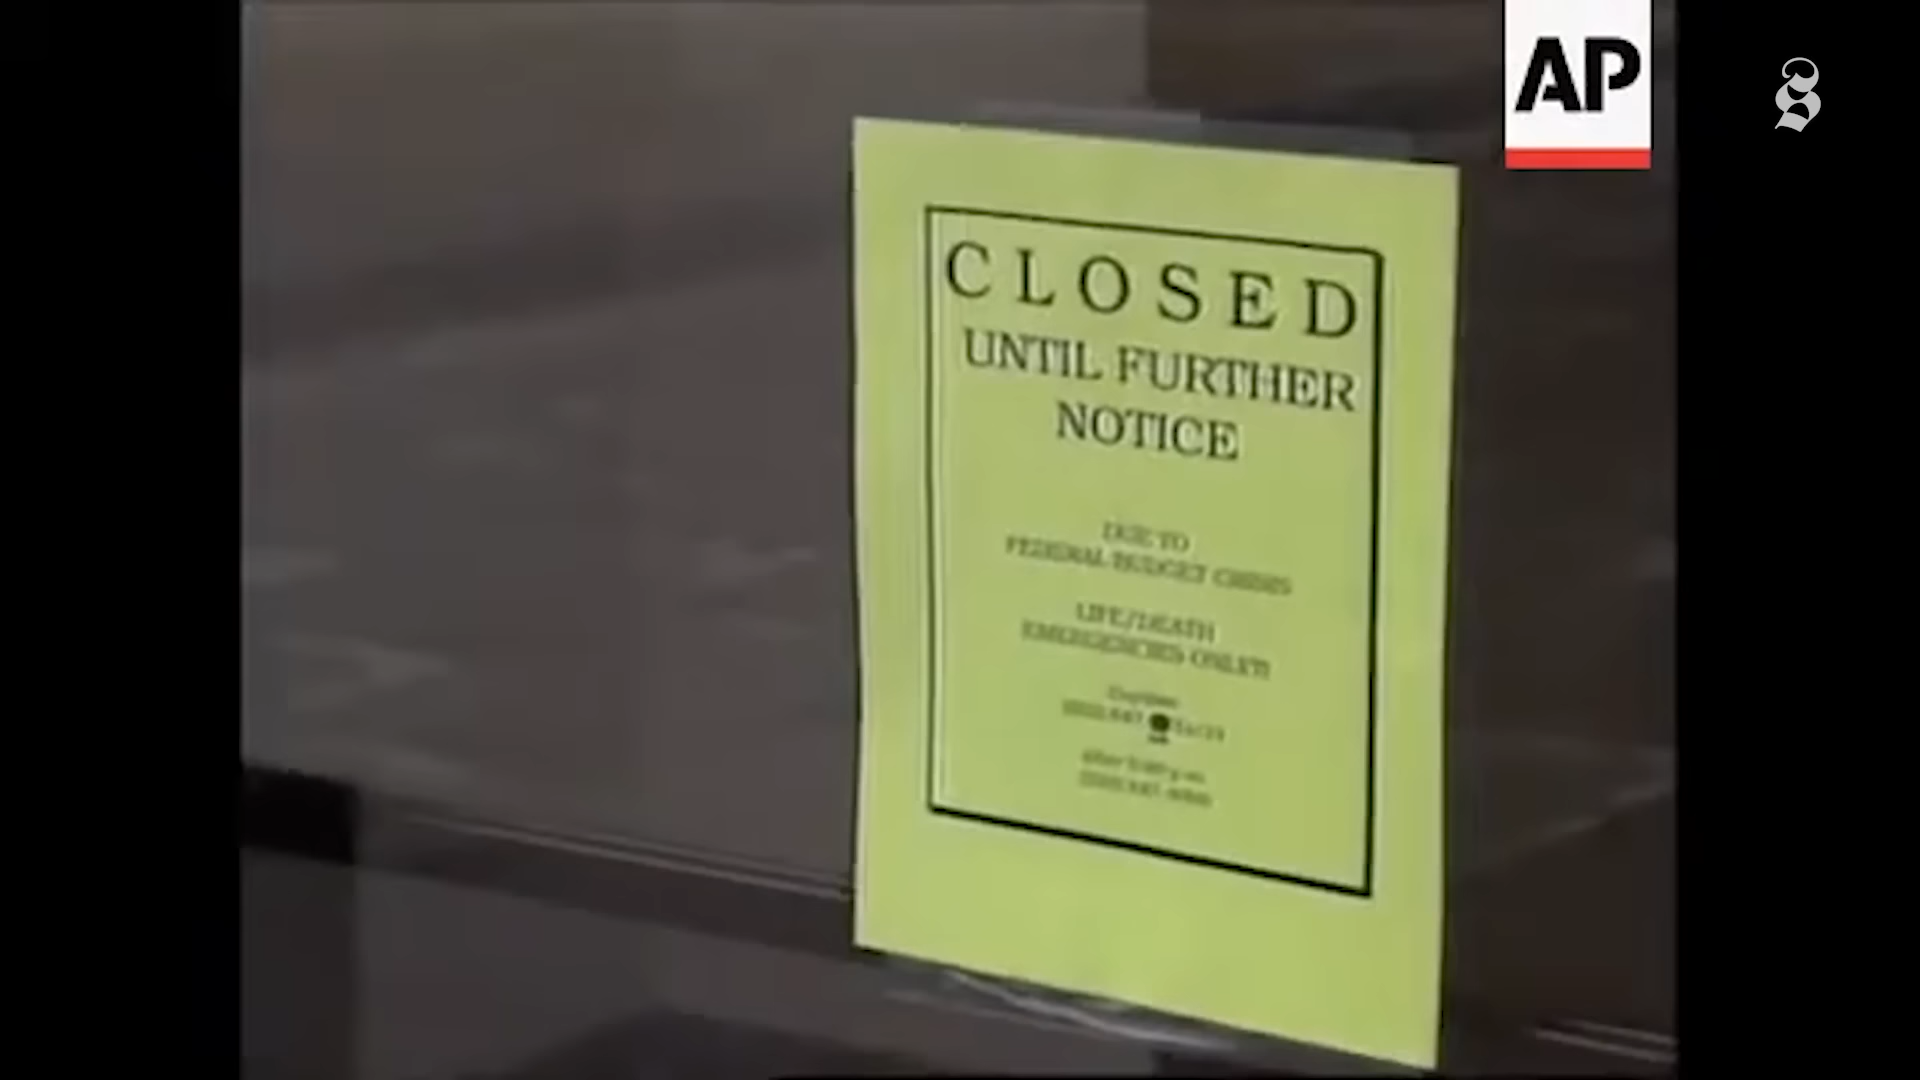 AP
CLOSED
UNTIL FURTHER
NOTICE
DUE TO
FEDERAL BUDGET CRISIS
LIFE/DEATH
EMERGENCIES ONLY!!